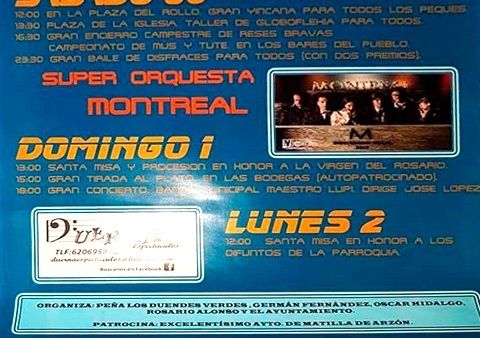 12:00 EN LA PLAZA DEL ROLLO, GRAN YINCANA PARA TODOS LOS PEQUES.
13:30 PLAZA DE LA IGLESIA, TALLER DE GLOBOFLEXIA PARA TODOS.
15:30 GRAN ENCIERRO CAMPESTRE DE RESES BRAVAS
CAMPEONATO DE MUS Y TUTE EN LOS BARES DEL PUEBLO.
23:30 GRAN BAILE DE DISFRACES PARA TODOS (CON DOS PREMIOS).
SUPER ORQUESTA
MONTREAL
MONTREAL
M
DOMINGO 1
13:00 SANTA MISA Y PROCESION EN HONOR A LA VIRGEN DEL ROSARIO.
15:00 GRAN TIRADA AL PLATO, EN LAS BODEGAS (AUTOPATROCINADO).
18:00 GRAN CONCIERTO, BANDA MUNICIPAL MAESTRO LUPI. DIRIGE JOSE LOPEZ
Espectaculos
Buscanos en Facebook
LUNES 2
12:00 SANTA MISA EN HONOR A LOS
DIFUNTOS DE LA PARROQUIA.
ORGANIZA: PEÑA LOS DUENDES VERDES, GERMÁN FERNÁNDEZ, OSCAR HIDALGO,
ROSARIO ALONSO Y EL AYUNTAMIENTO.
PATROCINA: EXCELENTÍSIMO AYTO. DE MATILLA DE ARZÓN.